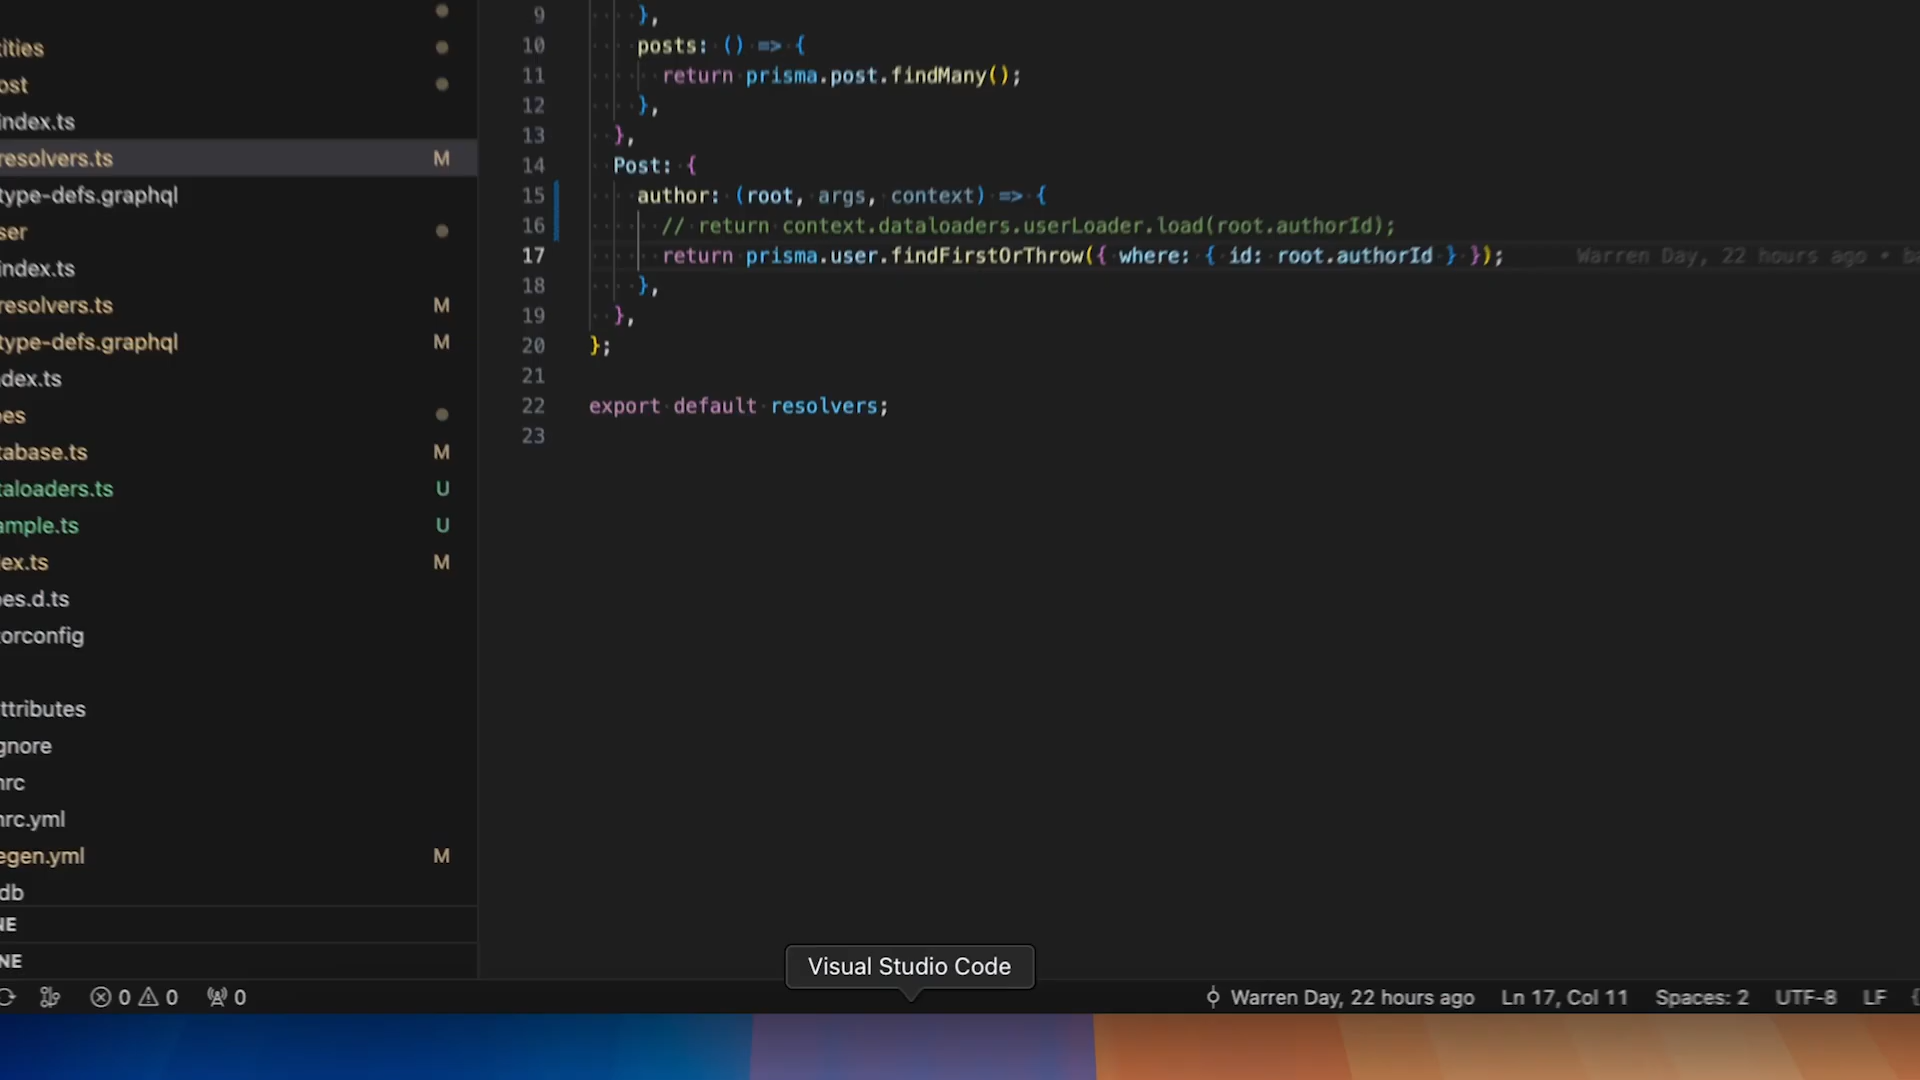 ities
ost
index.ts
resolvers.ts M
type-defs.graphql
ser
index.ts
resolvers.ts M
type-defs.graphql M
dex.ts
es
tabase.ts M
taloaders.ts U
ample.ts U
ex.ts M
es.d.ts
orconfig
ttributes
gnore
rc
rc.yml
egen.yml M
db
NE
NE
9 },
10 posts: () => {
11 return prisma.post.findMany();
12 },
13 },
14 Post: {
15 author: (root, args, context) => {
16 // return context.dataloaders.userLoader.load(root.authorId);
17 return prisma.user.findFirstOrThrow({ where: { id: root.authorId } }); Warren Day, 22 hours ago • ba
18 },
19 },
20 };
21
22 export default resolvers;
23
Visual Studio Code
0 0 0 Warren Day, 22 hours ago Ln 17, Col 11 Spaces: 2 UTF-8 LF {